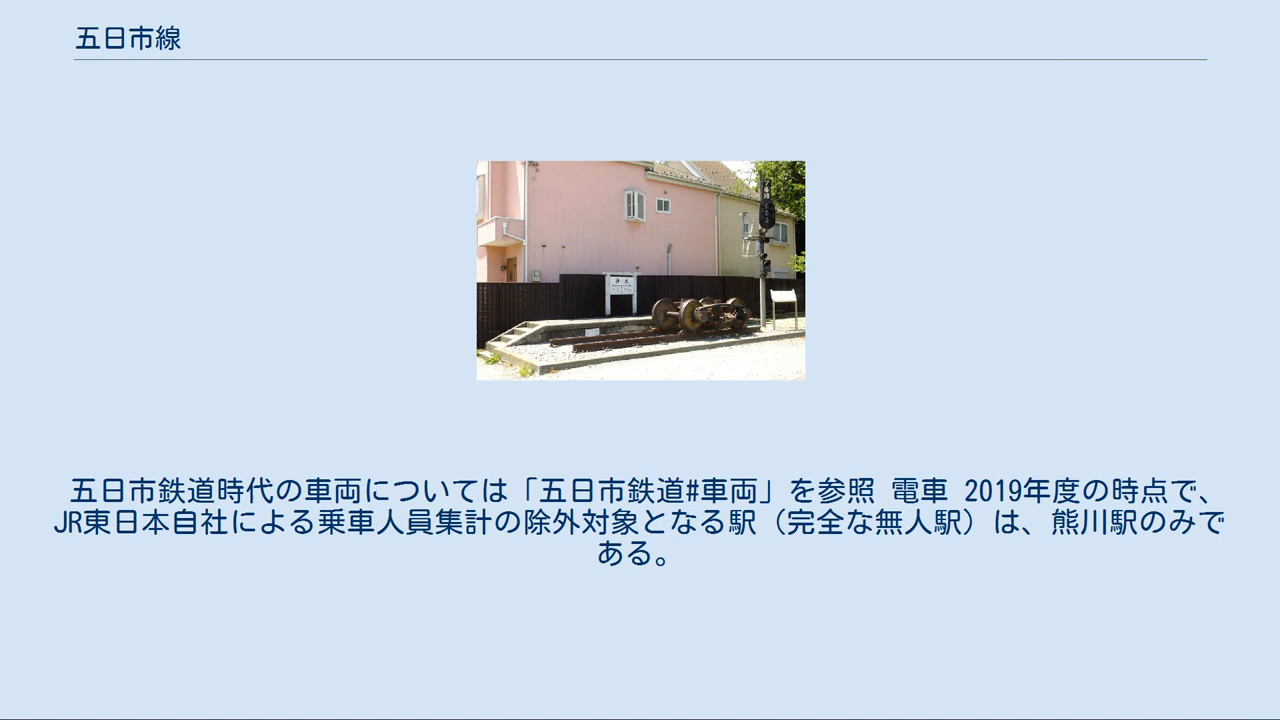 五日市線
五日市鉄道時代の車両については「五日市鉄道#車両」を参照 電車 2019年度の時点で、
JR東日本自社による乗車人員集計の除外対象となる駅（完全な無人駅）は、熊川駅のみで
ある。